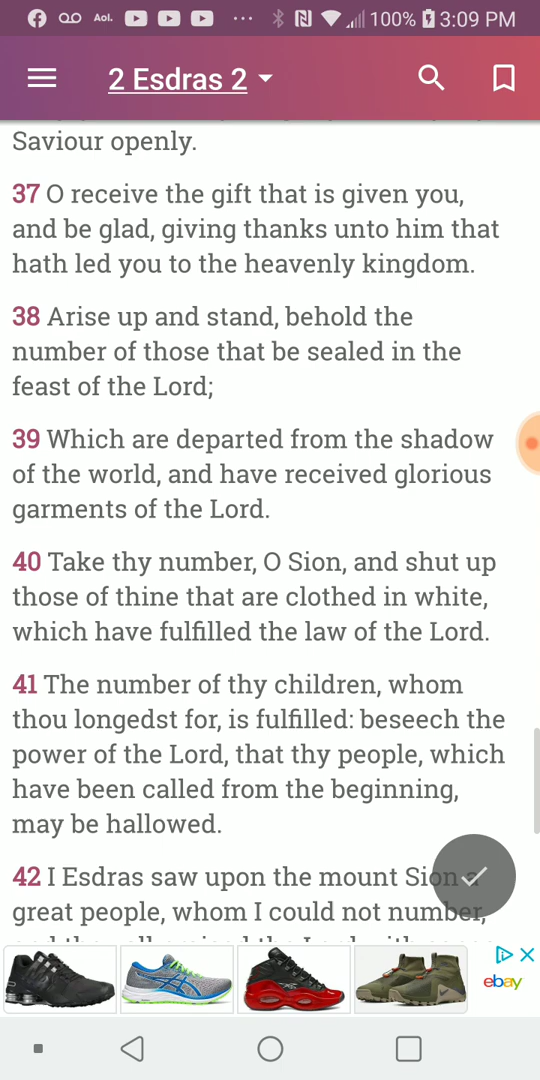 Aol.
100% 3:09 PM
2 Esdras 2
Saviour openly.
37 O receive the gift that is given you,
and be glad, giving thanks unto him that
hath led you to the heavenly kingdom.
38 Arise up and stand, behold the
number of those that be sealed in the
feast of the Lord;
39 Which are departed from the shadow
of the world, and have received glorious
garments of the Lord.
40 Take thy number, O Sion, and shut up
those of thine that are clothed in white,
which have fulfilled the law of the Lord.
41 The number of thy children, whom
thou longedst for, is fulfilled: beseech the
power of the Lord, that thy people, which
have been called from the beginning,
may be hallowed.
42 I Esdras saw upon the mount Sion a
great people, whom I could not number,
ebay